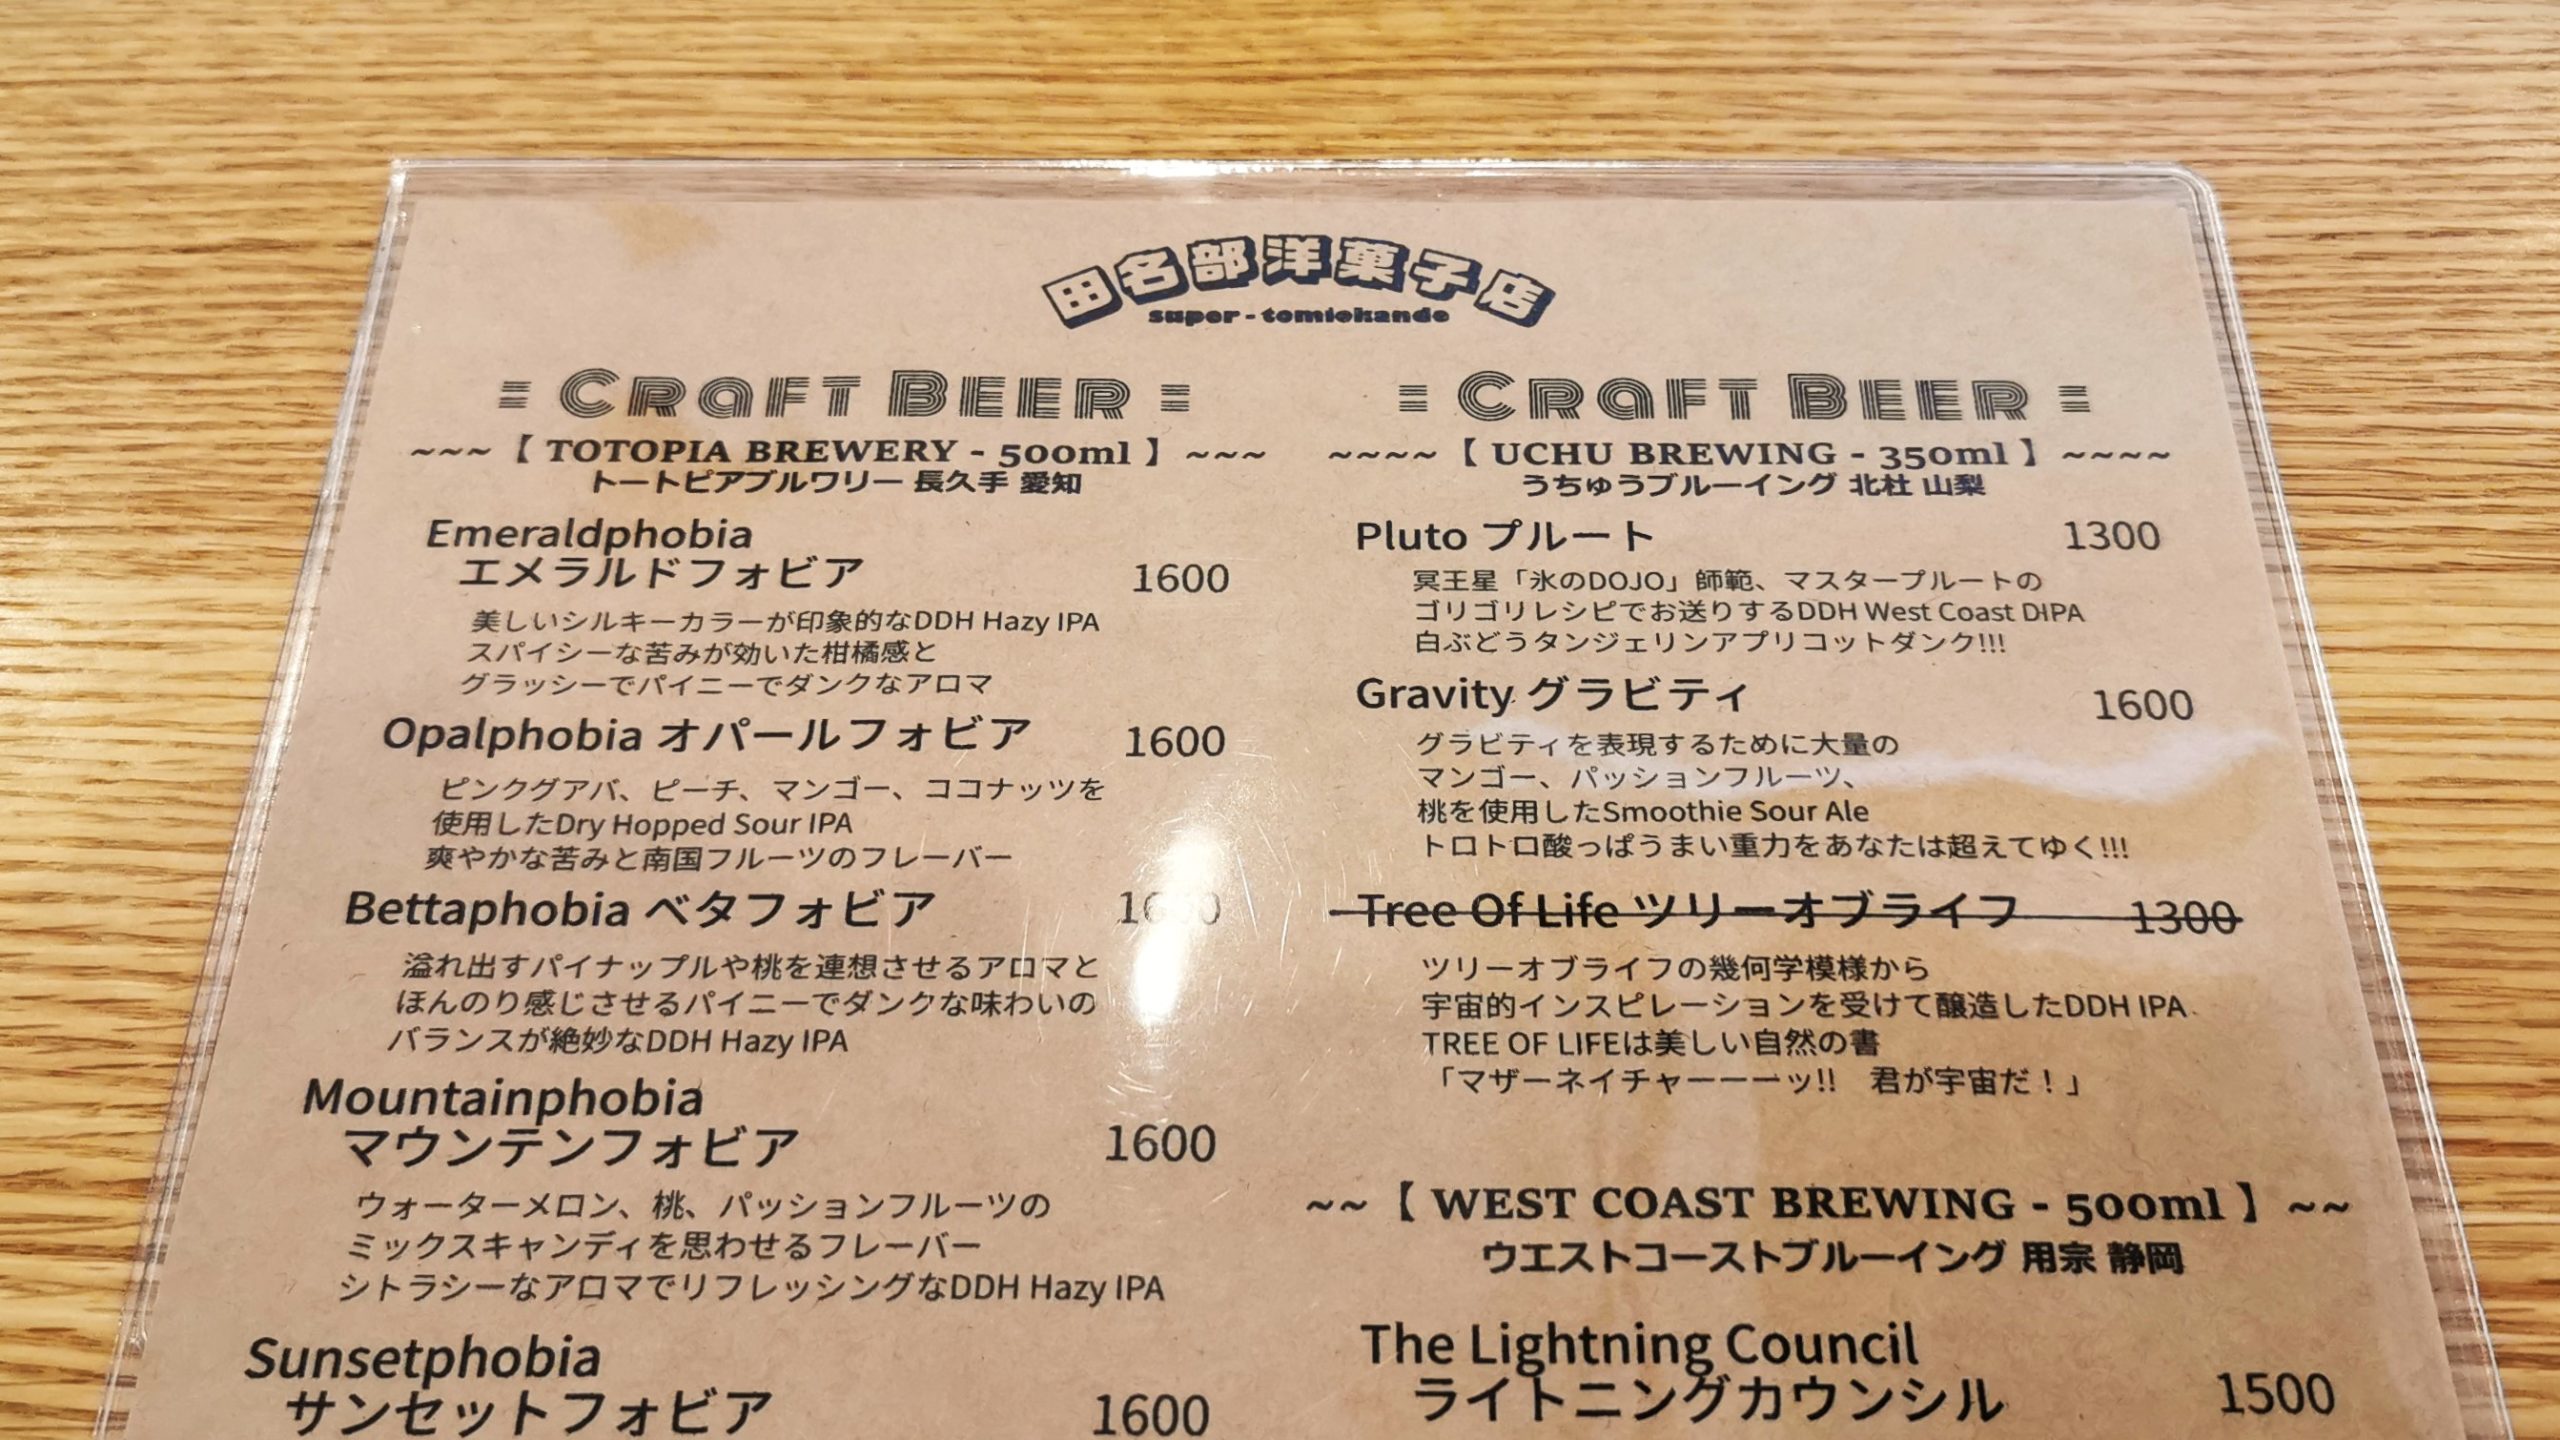 田名部洋菓子店
super-tomiokande
CRAFT BEER
~~~【 TOTOPIA BREWERY - 500ml 】~~~
トートピアブルワリー 長久手 愛知
Emeraldphobia
エメラルドフォビア 1600
美しいシルキーカラーが印象的なDDH Hazy IPA
スパイシーな苦みが効いた柑橘感と
グラッシーでパイニーでダンクなアロマ
Opalphobia オパールフォビア 1600
ピンクグアバ、ピーチ、マンゴー、ココナッツを
使用したDry Hopped Sour IPA
爽やかな苦みと南国フルーツのフレーバー
Bettaphobia ベタフォビア 1600
溢れ出すパイナップルや桃を連想させるアロマと
ほんのり感じさせるパイニーでダンクな味わいの
バランスが絶妙なDDH Hazy IPA
Mountainphobia
マウンテンフォビア 1600
ウォーターメロン、桃、パッションフルーツの
ミックスキャンディを思わせるフレーバー
シトラシーなアロマでリフレッシングなDDH Hazy IPA
Sunsetphobia
サンセットフォビア 1600
CRAFT BEER
~~~~【 UCHU BREWING - 350ml 】~~~~
うちゅうブルーイング 北杜 山梨
Pluto プルート 1300
冥王星「氷のDOJO」師範、マスタープルートの
ゴリゴリレシピでお送りするDDH West Coast DIPA
白ぶどうタンジェリンアプリコットダンク!!!
Gravity グラビティ 1600
グラビティを表現するために大量の
マンゴー、パッションフルーツ、
桃を使用したSmoothie Sour Ale
トロトロ酸っぱうまい重力をあなたは超えてゆく!!!
Tree Of Life ツリーオブライフ 1300
ツリーオブライフの幾何学模様から
宇宙的インスピレーションを受けて醸造したDDH IPA
TREE OF LIFEは美しい自然の書
「マザーネイチャーーーッ!! 君が宇宙だ！」
~~【 WEST COAST BREWING - 500ml 】~~
ウエストコーストブルーイング 用宗 静岡
The Lightning Council
ライトニングカウンシル 1500